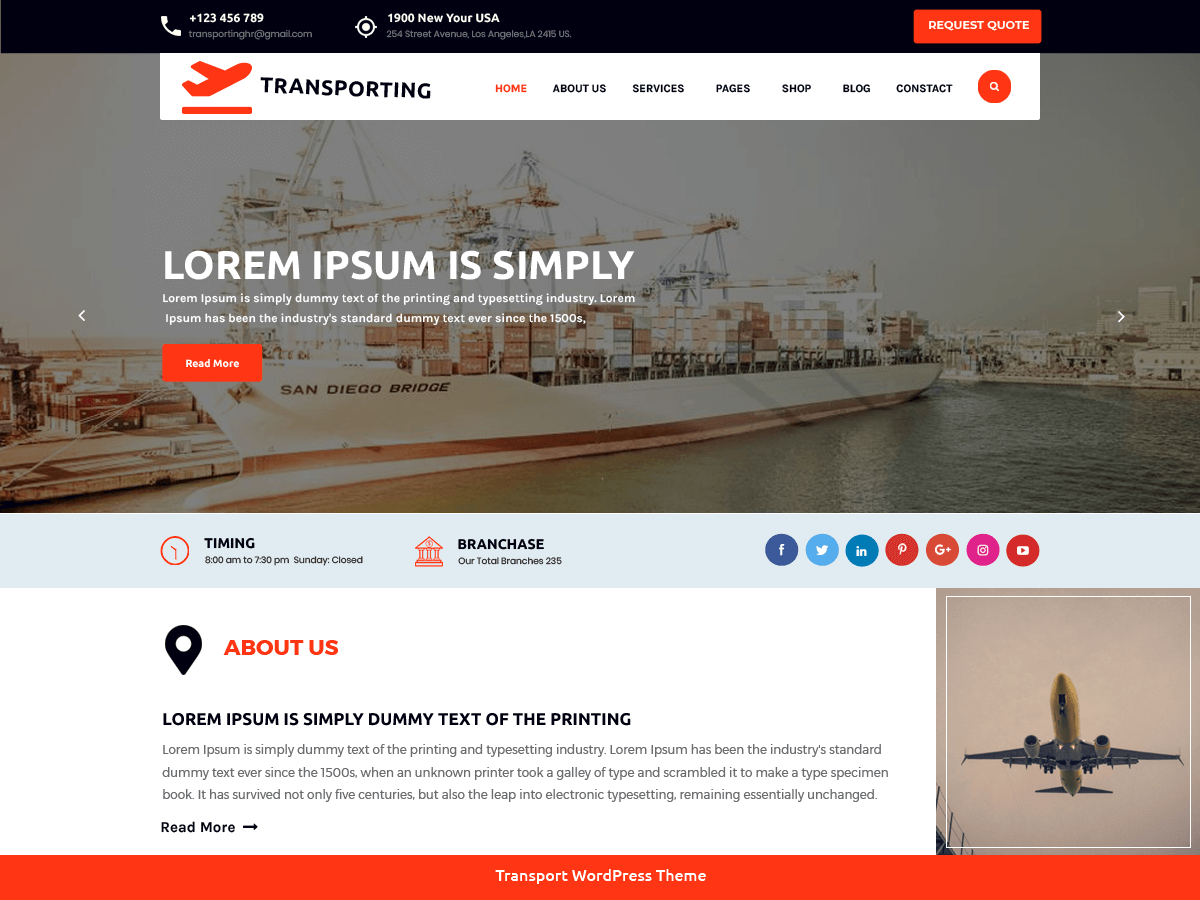 +123 456 789
transportinghr@gmail.com
1900 New Your USA
254 Street Avenue, Los Angeles,LA 2415 US.
REQUEST QUOTE
TRANSPORTING
HOME ABOUT US SERVICES PAGES SHOP BLOG CONSTACT
LOREM IPSUM IS SIMPLY
Lorem Ipsum is simply dummy text of the printing and typesetting industry. Lorem
Ipsum has been the industry's standard dummy text ever since the 1500s,
Read More
SAN DIEGO BRIDGE
TIMING
8:00 am to 7:30 pm Sunday: Closed
BRANCHASE
Our Total Branches 235
ABOUT US
LOREM IPSUM IS SIMPLY DUMMY TEXT OF THE PRINTING
Lorem Ipsum is simply dummy text of the printing and typesetting industry. Lorem Ipsum has been the industry's standard
dummy text ever since the 1500s, when an unknown printer took a galley of type and scrambled it to make a type specimen
book. It has survived not only five centuries, but also the leap into electronic typesetting, remaining essentially unchanged.
Read More
Transport WordPress Theme